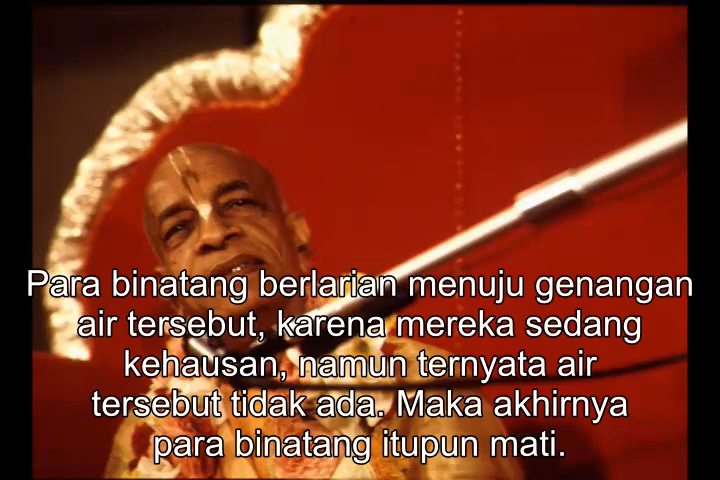 Para binatang berlarian menuju genangan
air tersebut, karena mereka sedang
kehausan, namun ternyata air
tersebut tidak ada. Maka akhirnya
para binatang itupun mati.